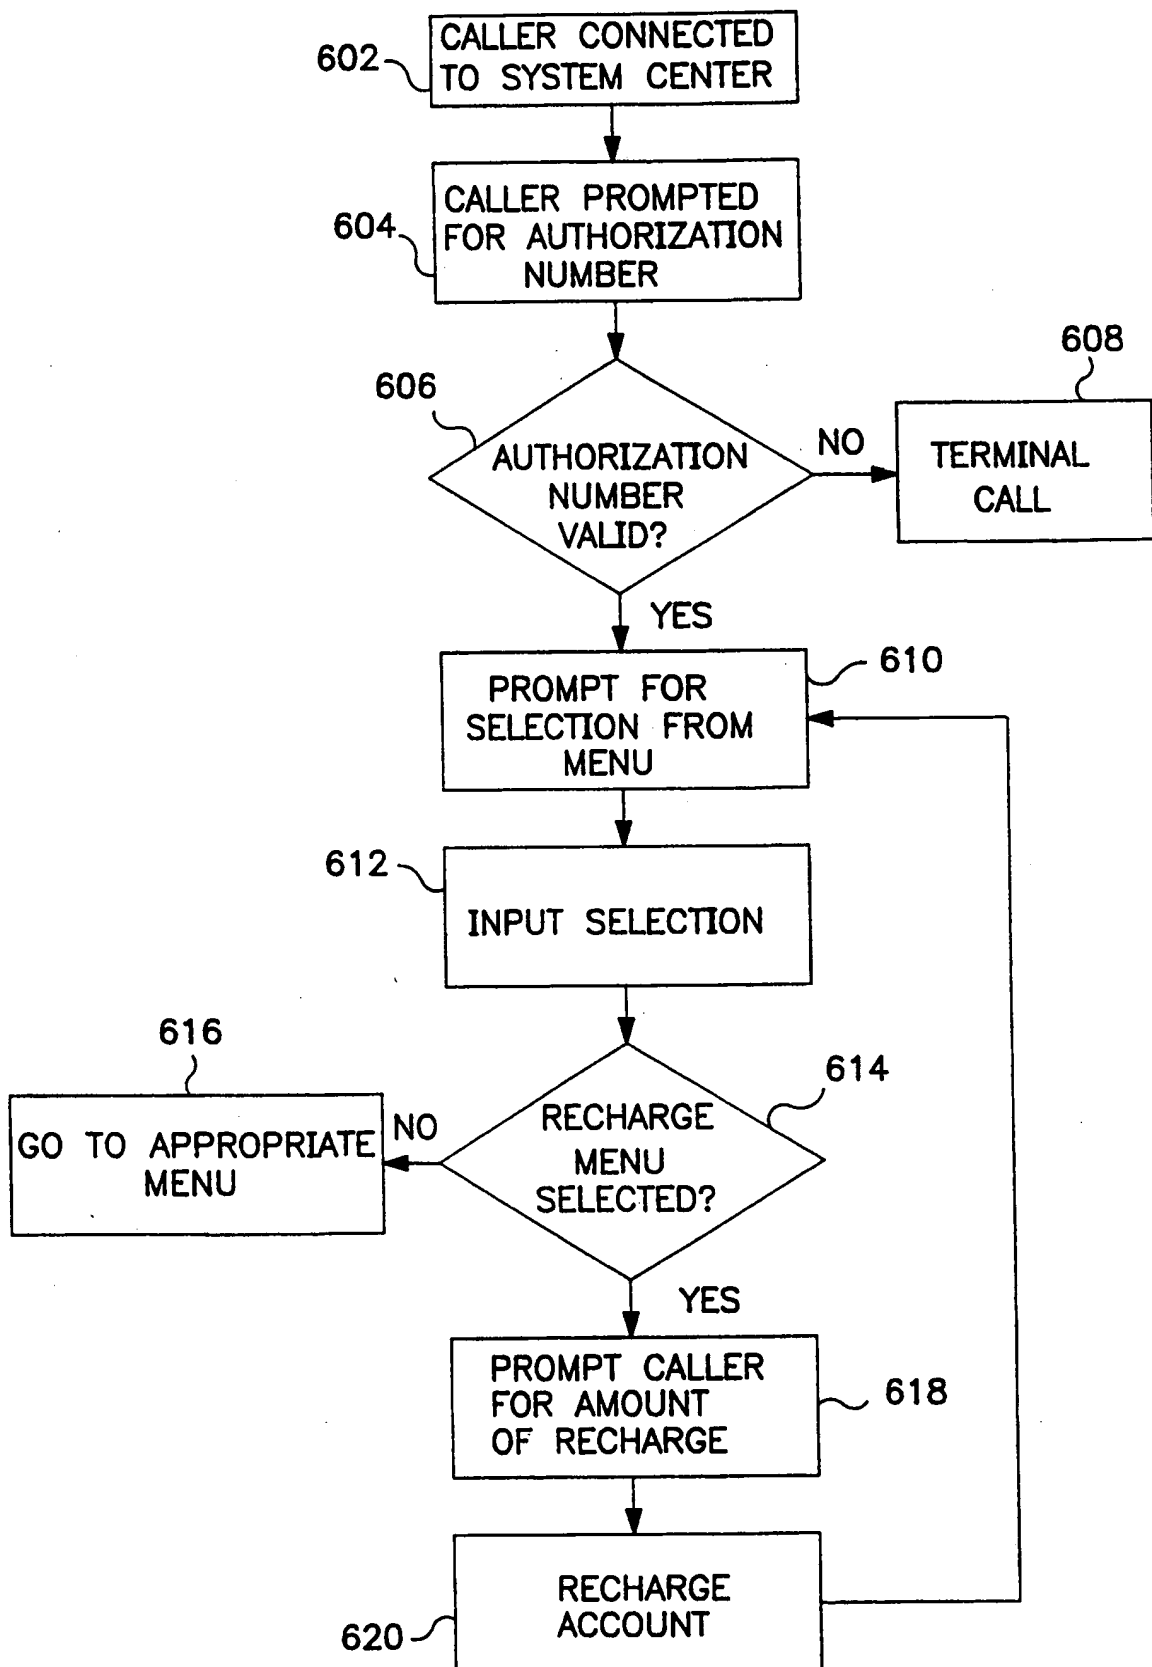 CALLER CONNECTED
TO SYSTEM CENTER
602
CALLER PROMPTED
FOR AUTHORIZATION
NUMBER
604
606
608
AUTHORIZATION
NUMBER
VALID?
NO
TERMINAL
CALL
YES
610
PROMPT FOR
SELECTION FROM
MENU
612
INPUT SELECTION
616
614
GO TO APPROPRIATE
MENU
NO
RECHARGE
MENU
SELECTED?
YES
PROMPT CALLER
FOR AMOUNT
OF RECHARGE
618
RECHARGE
ACCOUNT
620